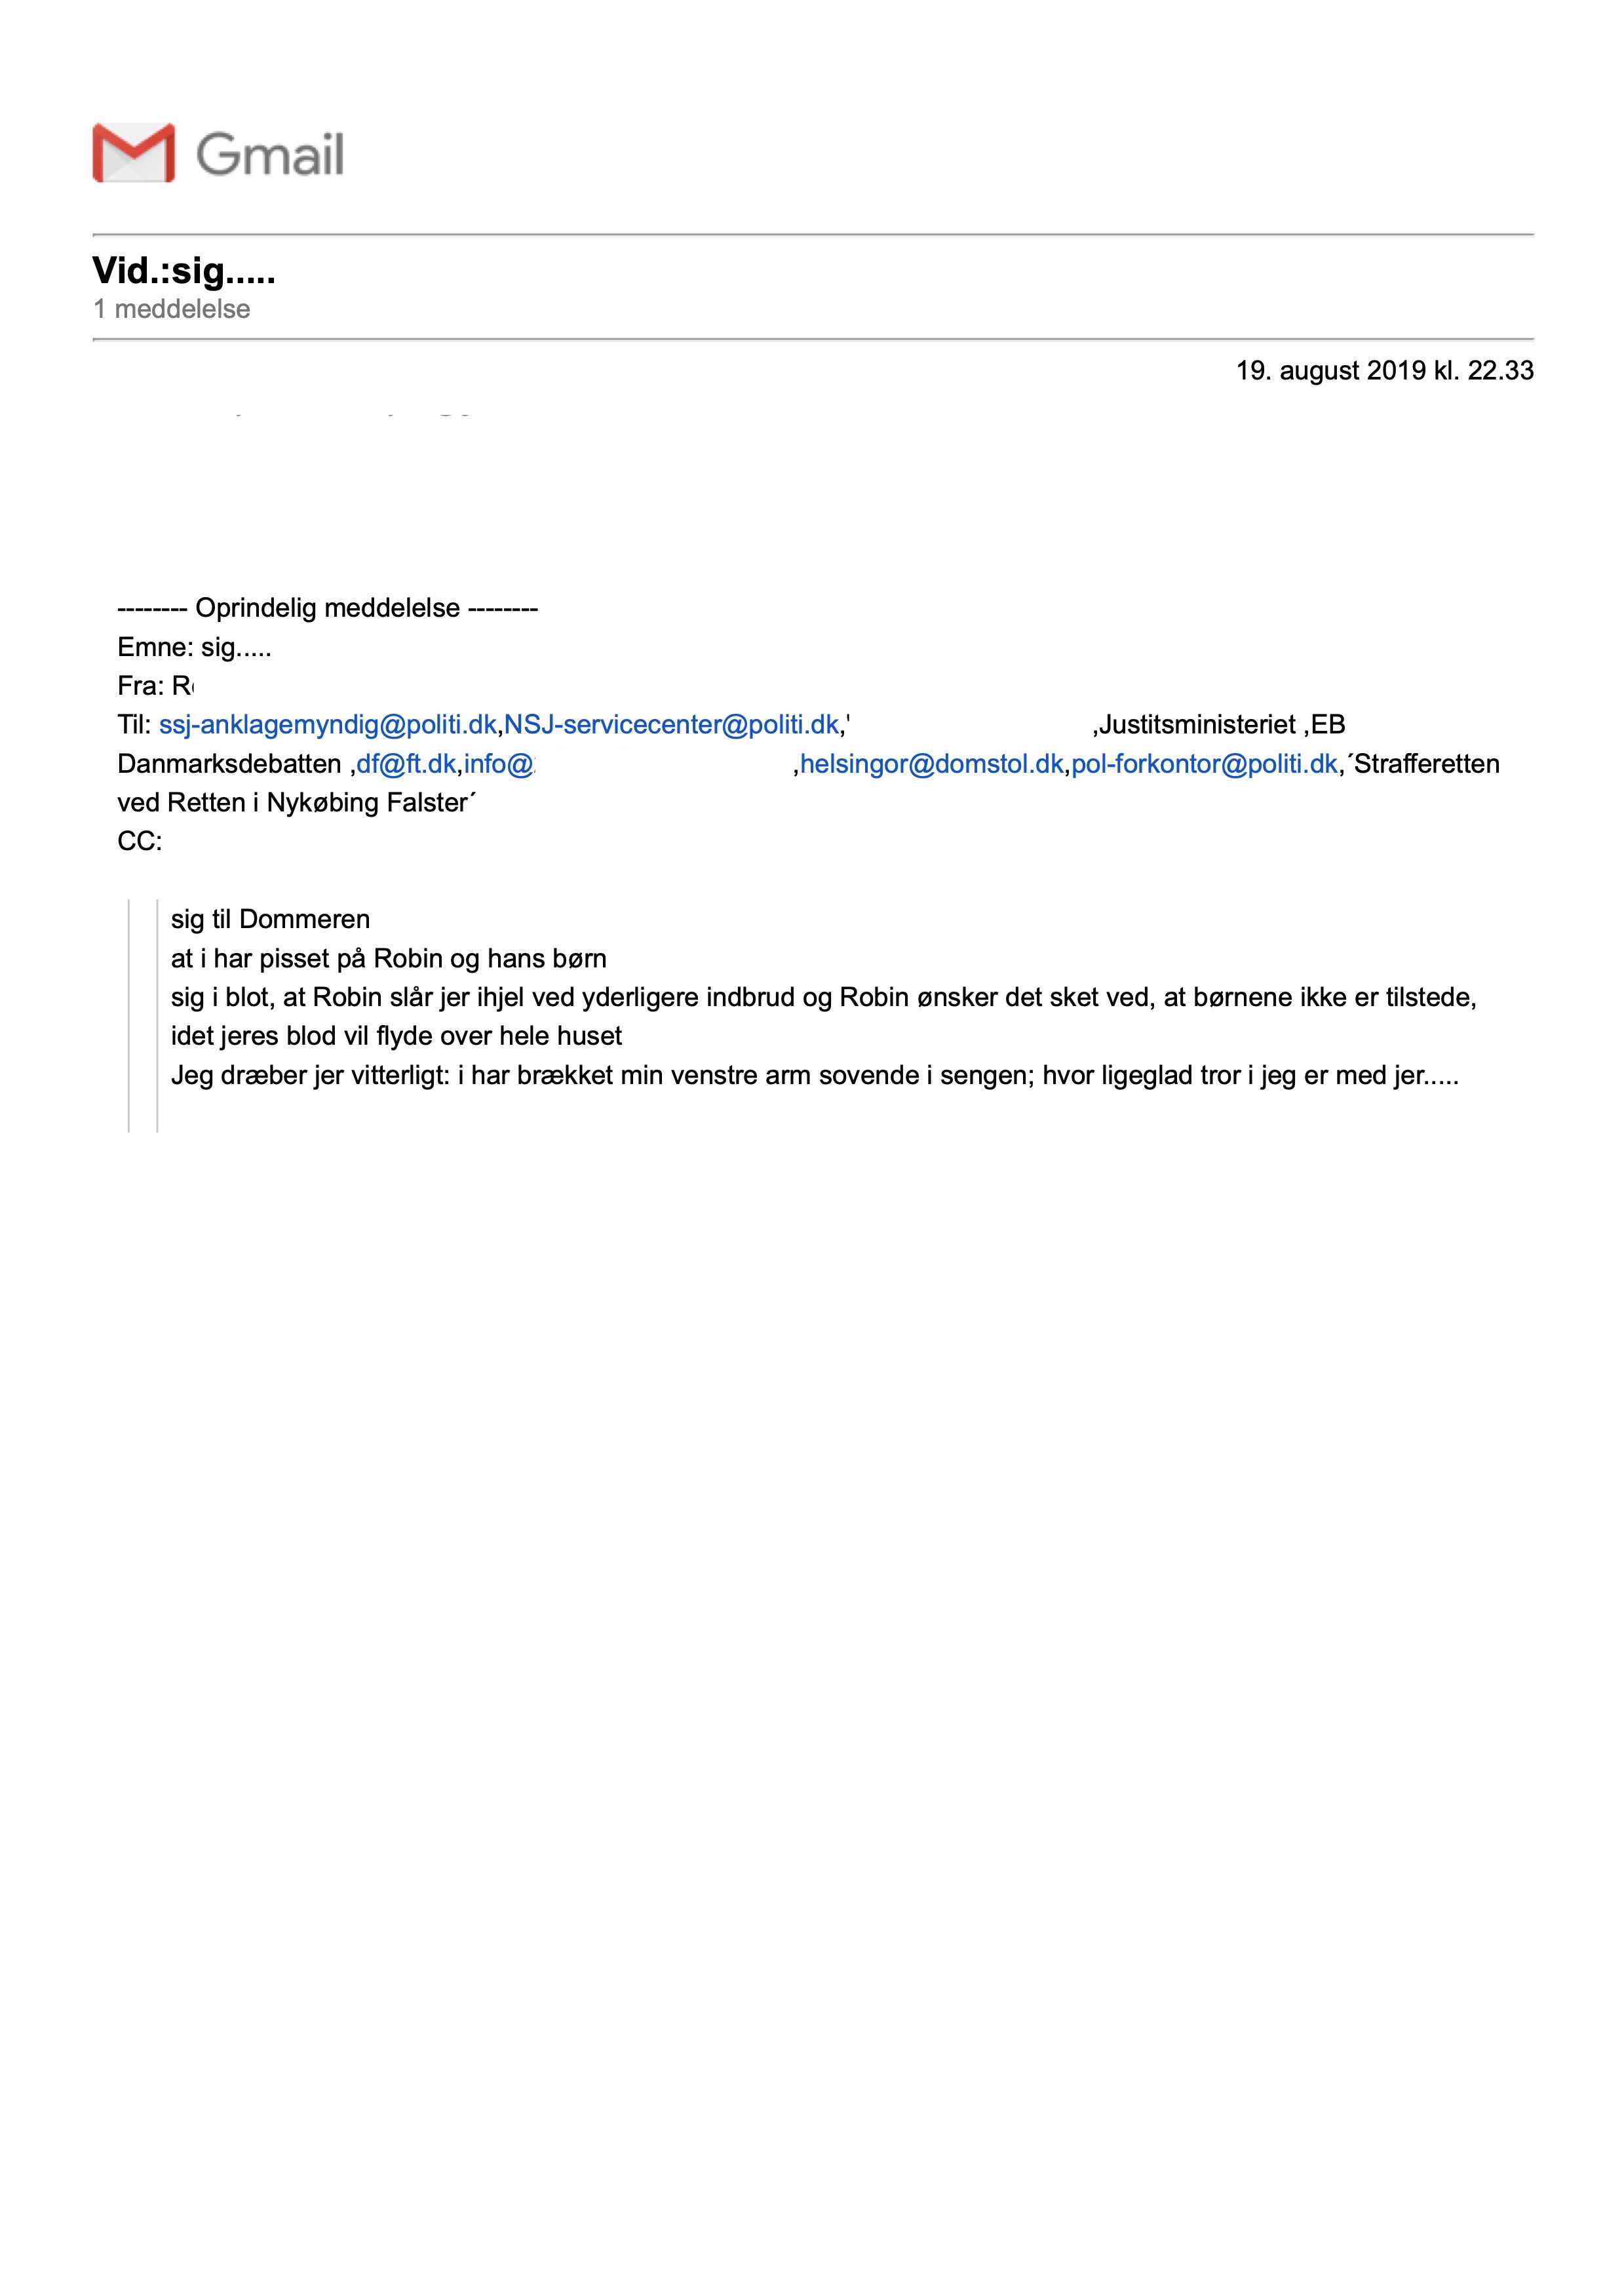 Gmail
Vid.:sig.....
1 meddelelse
19. august 2019 kl. 22.33
-------- Oprindelig meddelelse --------
Emne: sig.....
Fra: R
Til: ssj-anklagemyndig@politi.dk,NSJ-servicecenter@politi.dk,' ,Justitsministeriet ,EB
Danmarksdebatten ,df@ft.dk,info@ ,helsingor@domstol.dk,pol-forkontor@politi.dk,´Strafferetten
ved Retten i Nykøbing Falster´
CC:
sig til Dommeren
at i har pisset på Robin og hans børn
sig i blot, at Robin slår jer ihjel ved yderligere indbrud og Robin ønsker det sket ved, at børnene ikke er tilstede,
idet jeres blod vil flyde over hele huset
Jeg dræber jer vitterligt: i har brækket min venstre arm sovende i sengen; hvor ligeglad tror i jeg er med jer.....